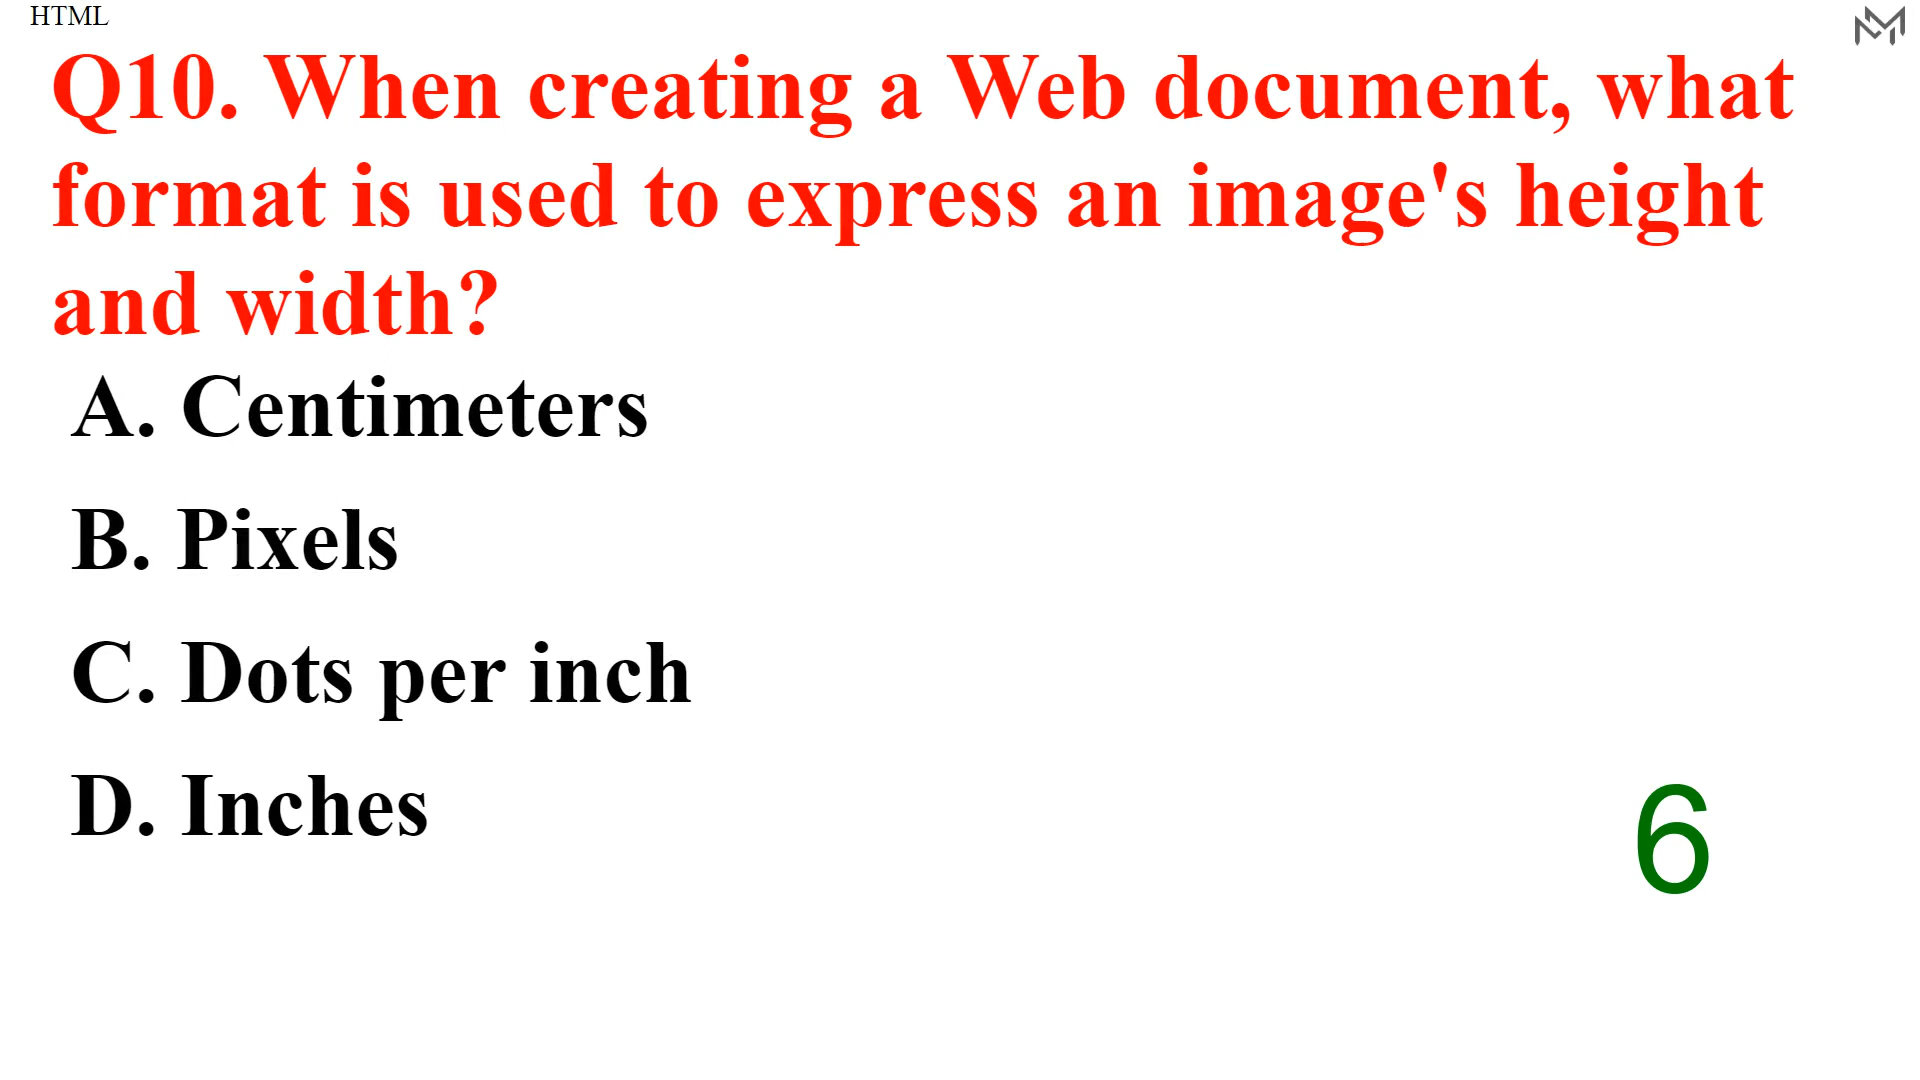 HTML
Q10. When creating a Web document, what
format is used to express an image's height
and width?
A. Centimeters
B. Pixels
C. Dots per inch
D. Inches
6